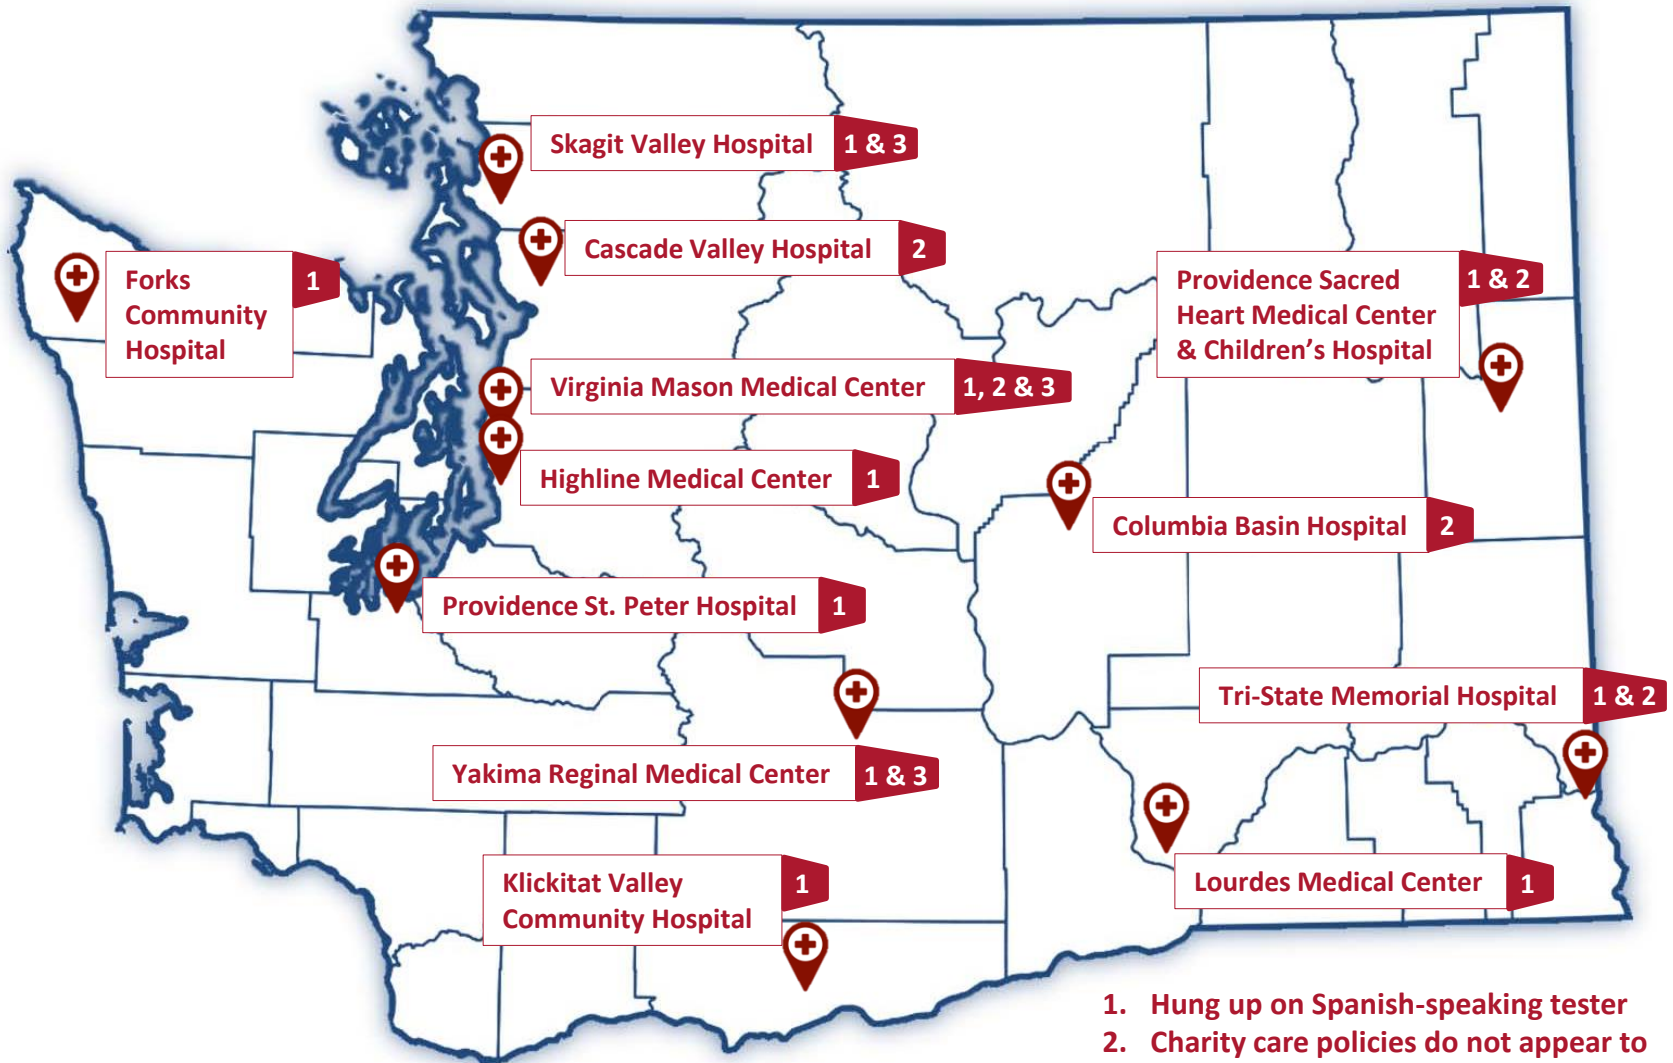 Skagit Valley Hospital 1 & 3
Cascade Valley Hospital 2
Forks 1
Community
Hospital
Providence Sacred 1 & 2
Heart Medical Center
& Children's Hospital
Virginia Mason Medical Center 1, 2 & 3
Highline Medical Center 1
Columbia Basin Hospital 2
Providence St. Peter Hospital 1
Tri-State Memorial Hospital 1 & 2
Yakima Reginal Medical Center 1 & 3
Klickitat Valley 1
Community Hospital
Lourdes Medical Center 1
1. Hung up on Spanish-speaking tester
2. Charity care policies do not appear to